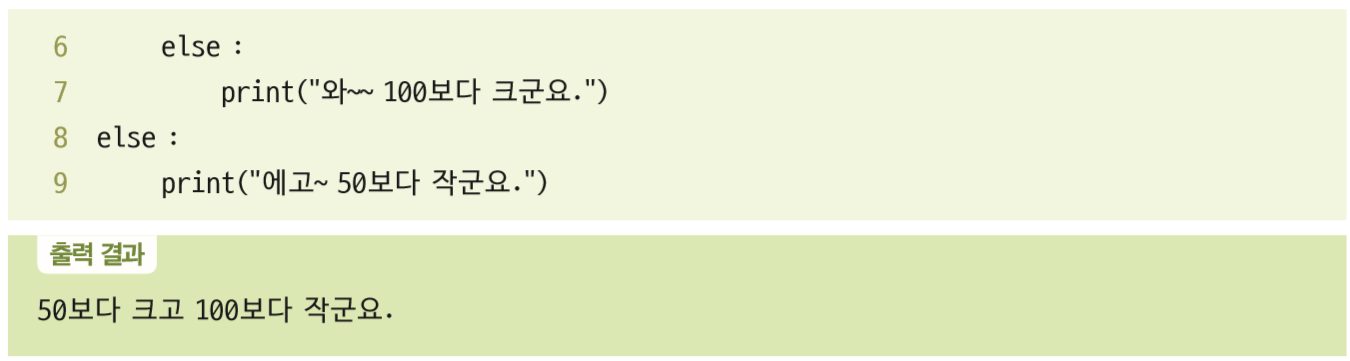 6 else :
7 print("와~~ 100보다 크군요.")
8 else :
9 print("에고~ 50보다 작군요.")
출력 결과
50보다 크고 100보다 작군요.